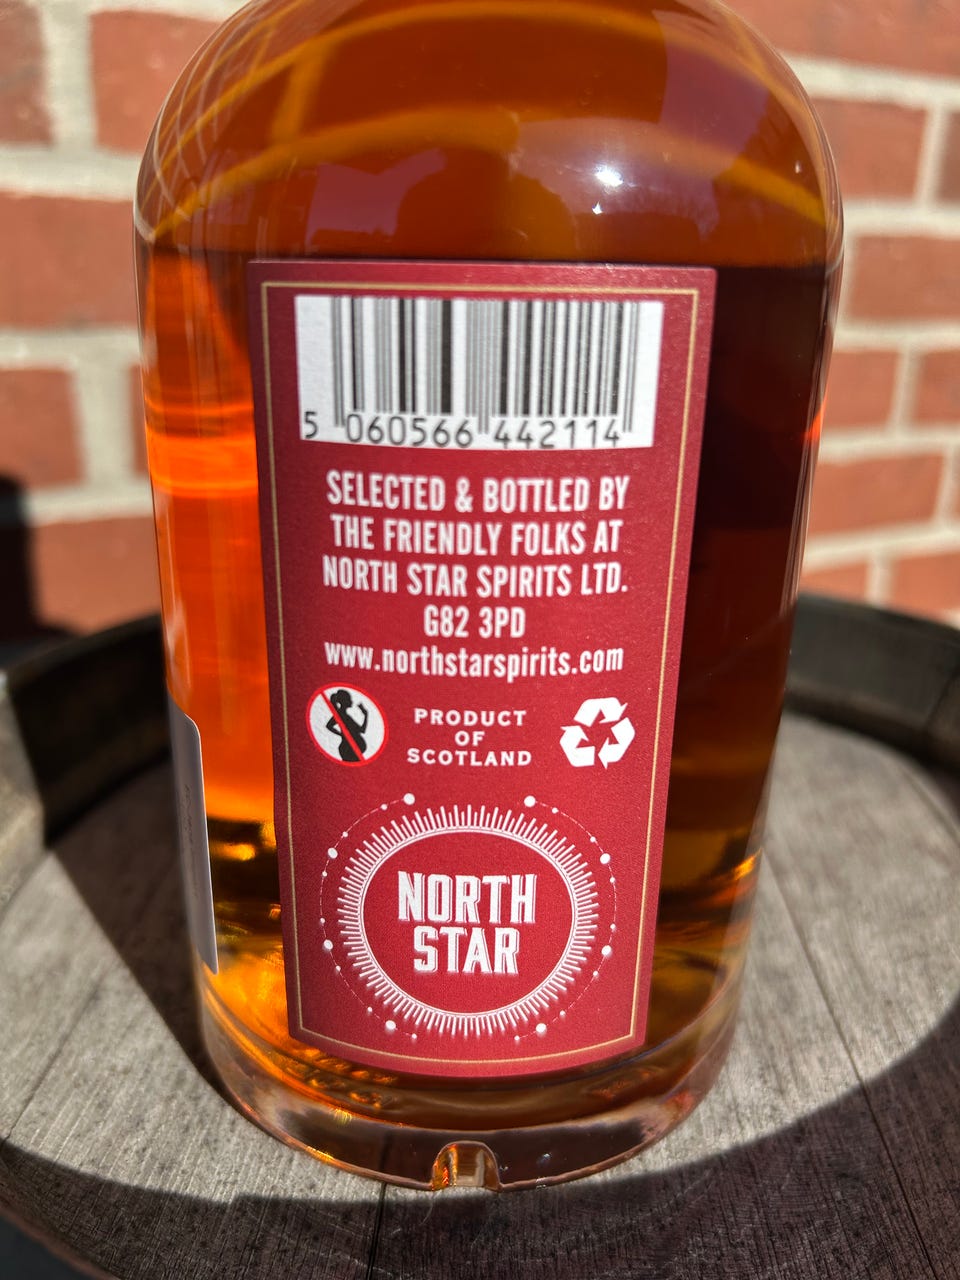 5 060566 442114
SELECTED & BOTTLED BY
THE FRIENDLY FOLKS AT
NORTH STAR SPIRITS LTD.
G82 3PD
www.northstarspirits.com
PRODUCT
OF
SCOTLAND
NORTH
STAR